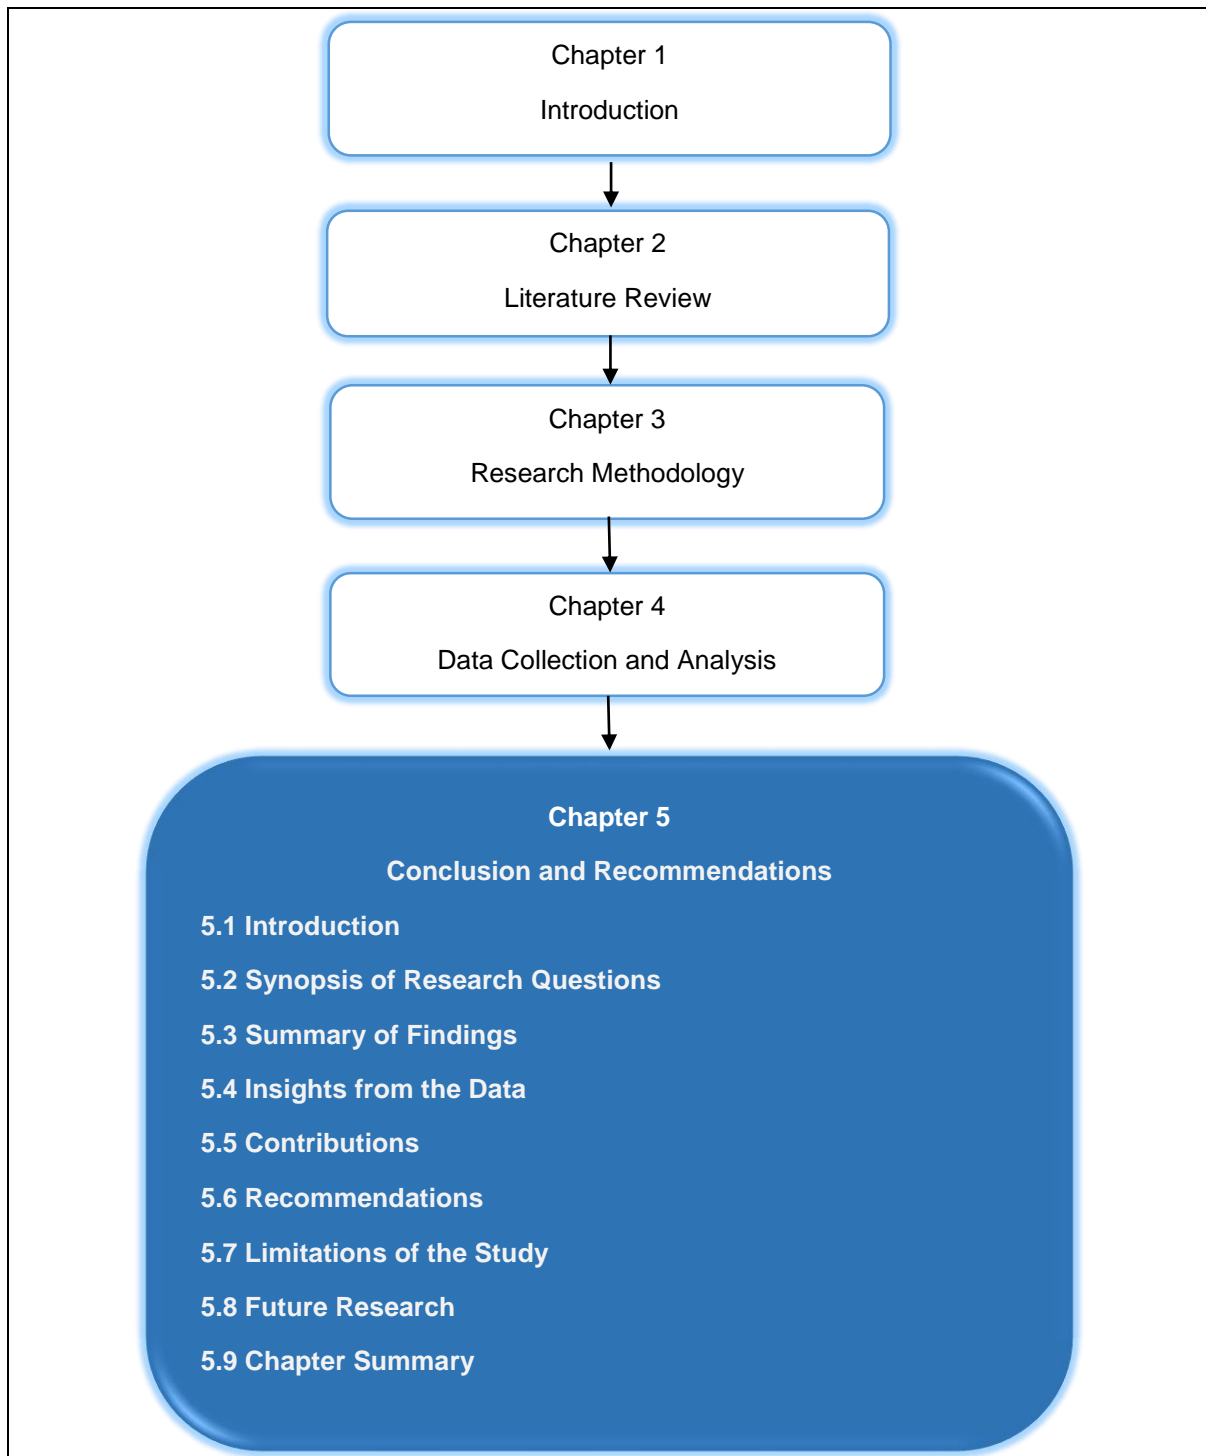 Chapter 1
Introduction
Chapter 2
Literature Review
Chapter 3
Research Methodology
Chapter 4
Data Collection and Analysis
Chapter 5
Conclusion and Recommendations
5.1 Introduction
5.2 Synopsis of Research Questions
5.3 Summary of Findings
5.4 Insights from the Data
5.5 Contributions
5.6 Recommendations
5.7 Limitations of the Study
5.8 Future Research
5.9 Chapter Summary